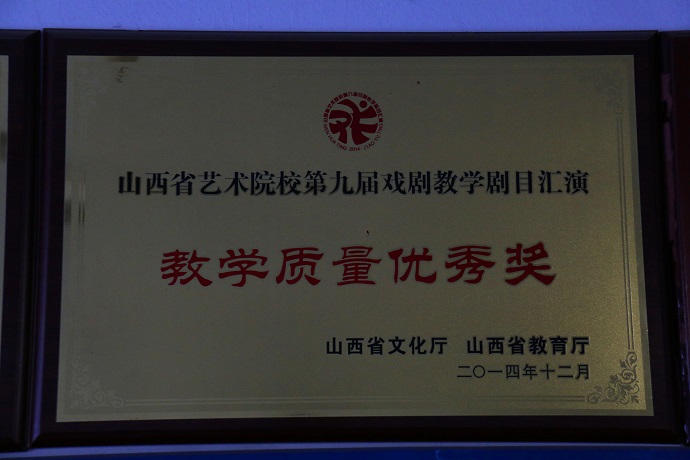 山西省艺术院校第九届戏剧教学剧目汇演
教学质量优秀奖
山西省文化厅 山西省教育厅
二〇一四年十二月